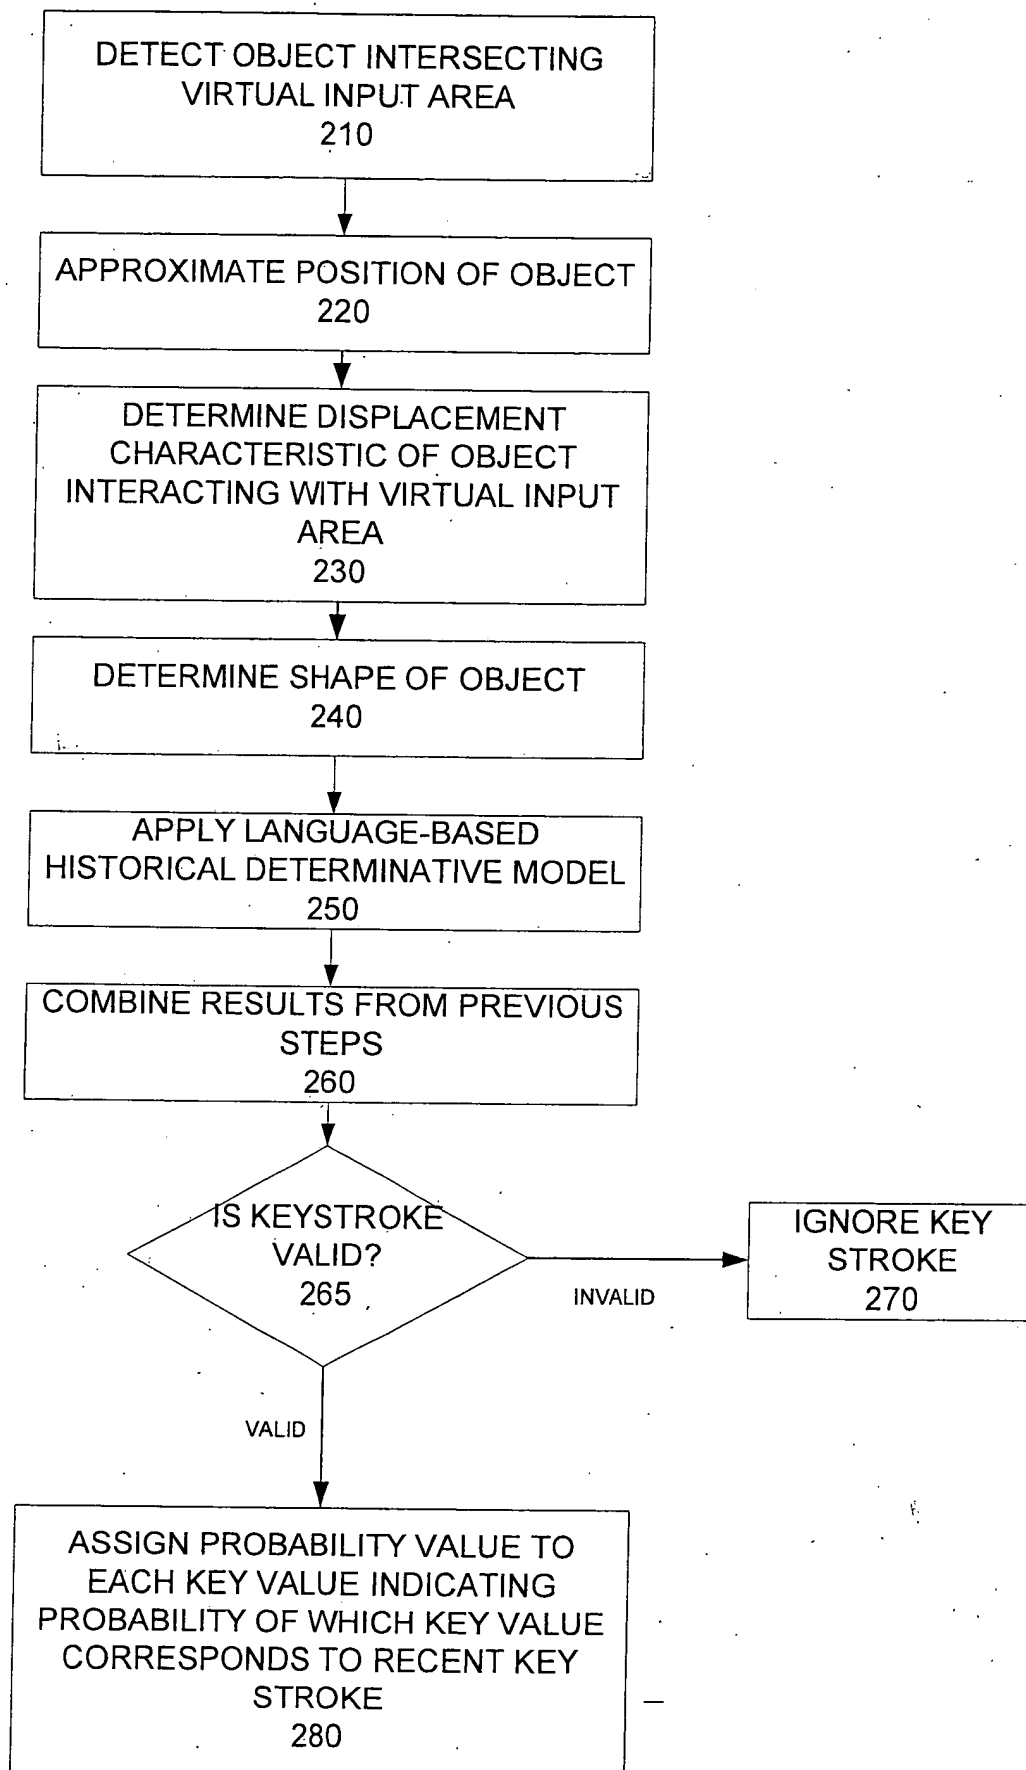 DETECT OBJECT INTERSECTING
VIRTUAL INPUT AREA
210
APPROXIMATE POSITION OF OBJECT
220
DETERMINE DISPLACEMENT
CHARACTERISTIC OF OBJECT
INTERACTING WITH VIRTUAL INPUT
AREA
230
DETERMINE SHAPE OF OBJECT
240
APPLY LANGUAGE-BASED
HISTORICAL DETERMINATIVE MODEL
250
COMBINE RESULTS FROM PREVIOUS
STEPS
260
IS KEYSTROKE
VALID?
265
INVALID
IGNORE KEY
STROKE
270
VALID
ASSIGN PROBABILITY VALUE TO
EACH KEY VALUE INDICATING
PROBABILITY OF WHICH KEY VALUE
CORRESPONDS TO RECENT KEY
STROKE
280